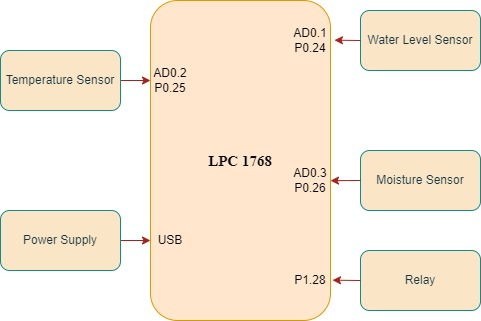 AD0.1
P0.24
Water Level Sensor
Temperature Sensor
AD0.2
P0.25
LPC 1768
AD0.3
P0.26
Moisture Sensor
Power Supply
USB
P1.28
Relay